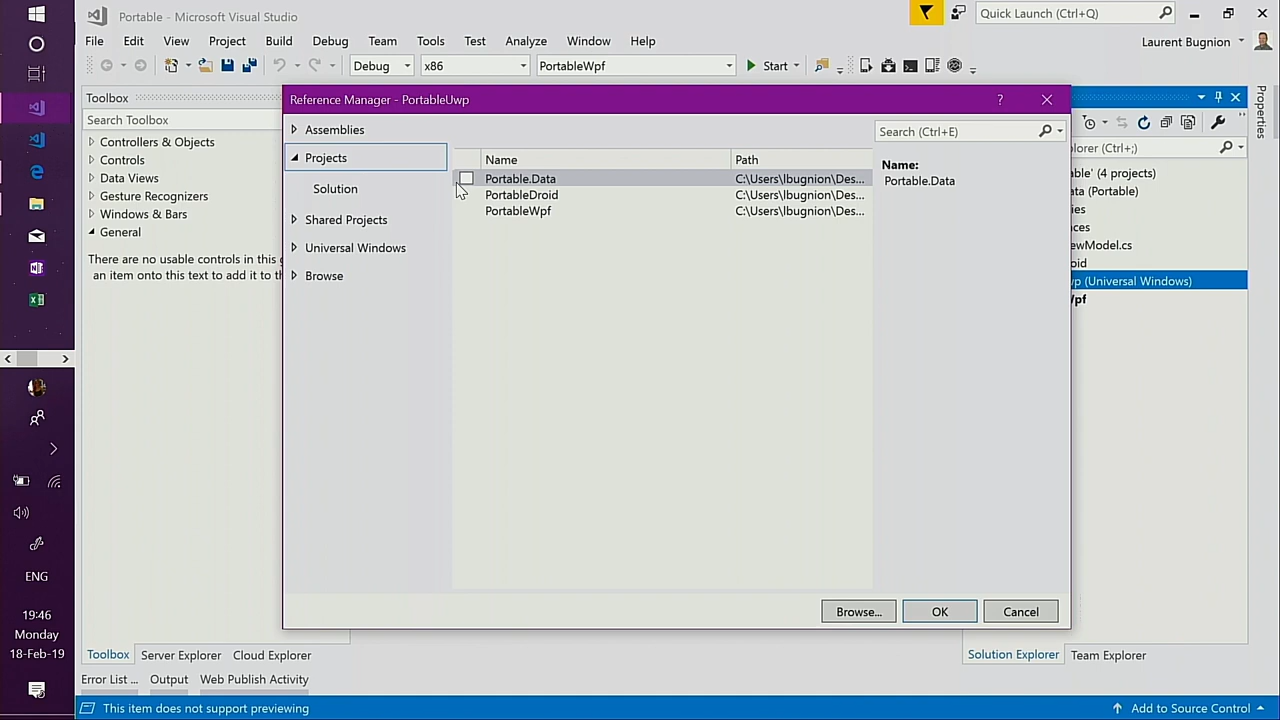 Portable - Microsoft Visual Studio
Quick Launch (Ctrl+Q)
File Edit View Project Build Debug Team Tools Test Analyze Window Help
Laurent Bugnion
Debug x86 PortableWpf Start
Toolbox
Search Toolbox
Controllers & Objects
Controls
Data Views
Gesture Recognizers
Windows & Bars
General
There are no usable controls in this g
an item onto this text to add it to th
Reference Manager - PortableUwp
?
Assemblies
Projects
Solution
Shared Projects
Universal Windows
Browse
Name Path
Portable.Data C:\Users\lbugnion\Des...
PortableDroid C:\Users\lbugnion\Des...
PortableWpf C:\Users\lbugnion\Des...
Search (Ctrl+E)
Name:
Portable.Data
Browse... OK Cancel
Properties
plorer (Ctrl+;)
able' (4 projects)
ata (Portable)
ies
nces
ewModel.cs
oid
wp (Universal Windows)
Wpf
ENG
19:46
Monday
18-Feb-19
Toolbox Server Explorer Cloud Explorer
Solution Explorer Team Explorer
Error List ... Output Web Publish Activity
This item does not support previewing
Add to Source Control